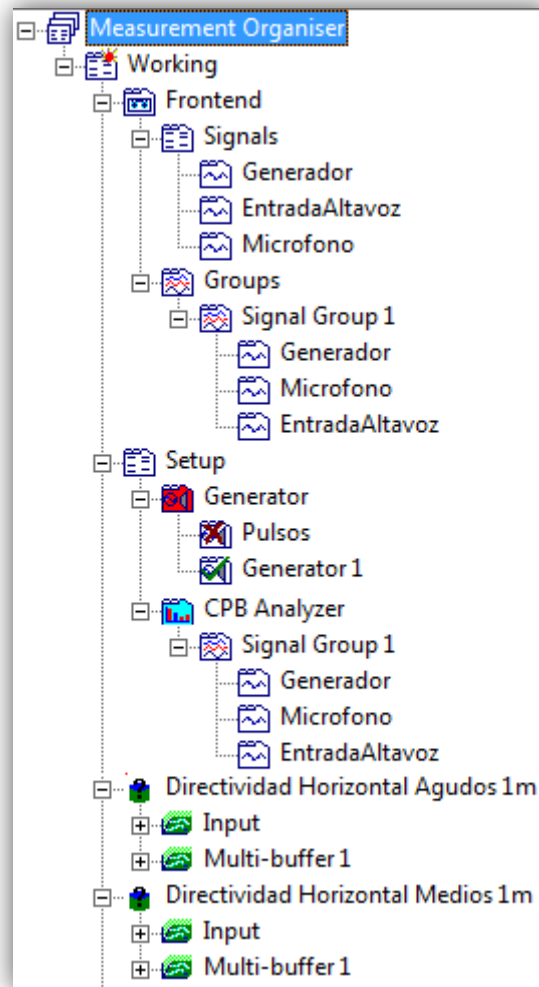 Measurement Organiser
Working
Frontend
Signals
Generador
EntradaAltavoz
Microfono
Groups
Signal Group 1
Generador
Microfono
EntradaAltavoz
Setup
Generator
Pulsos
Generator 1
CPB Analyzer
Signal Group 1
Generador
Microfono
EntradaAltavoz
Directividad Horizontal Agudos 1m
Input
Multi-buffer 1
Directividad Horizontal Medios 1m
Input
Multi-buffer 1